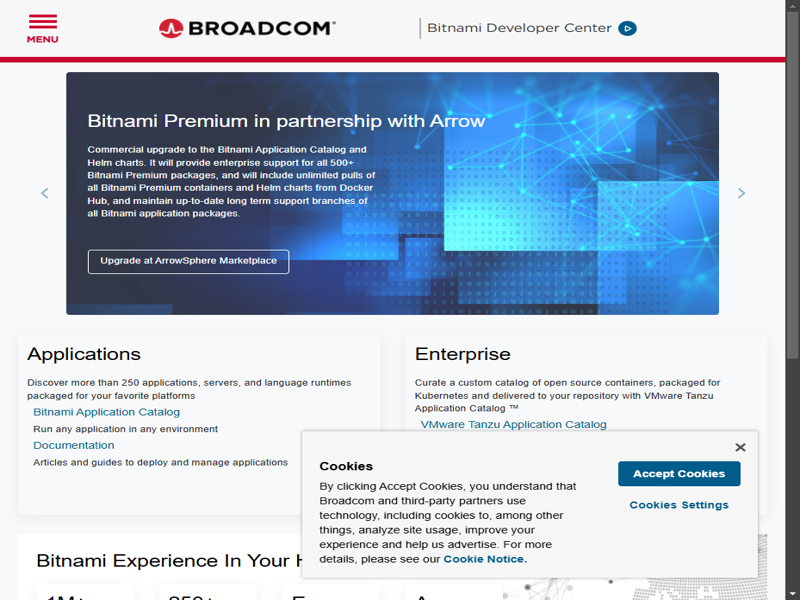 MENU
BROADCOM®
Bitnami Developer Center
Bitnami Premium in partnership with Arrow
Commercial upgrade to the Bitnami Application Catalog and
Helm charts. It will provide enterprise support for all 500+
Bitnami Premium packages, and will include unlimited pulls of
all Bitnami Premium containers and Helm charts from Docker
Hub, and maintain up-to-date long term support branches of
all Bitnami application packages.
Upgrade at ArrowSphere Marketplace
Applications
Discover more than 250 applications, servers, and language runtimes
packaged for your favorite platforms
Bitnami Application Catalog
Run any application in any environment
Documentation
Articles and guides to deploy and manage applications
Enterprise
Curate a custom catalog of open source containers, packaged for
Kubernetes and delivered to your repository with VMware Tanzu
Application Catalog ™
VMware Tanzu Application Catalog
Cookies
By clicking Accept Cookies, you understand that
Broadcom and third-party partners use
technology, including cookies to, among other
things, analyze site usage, improve your
experience and help us advertise. For more
details, please see our Cookie Notice.
Accept Cookies
Cookies Settings
Bitnami Experience In Your